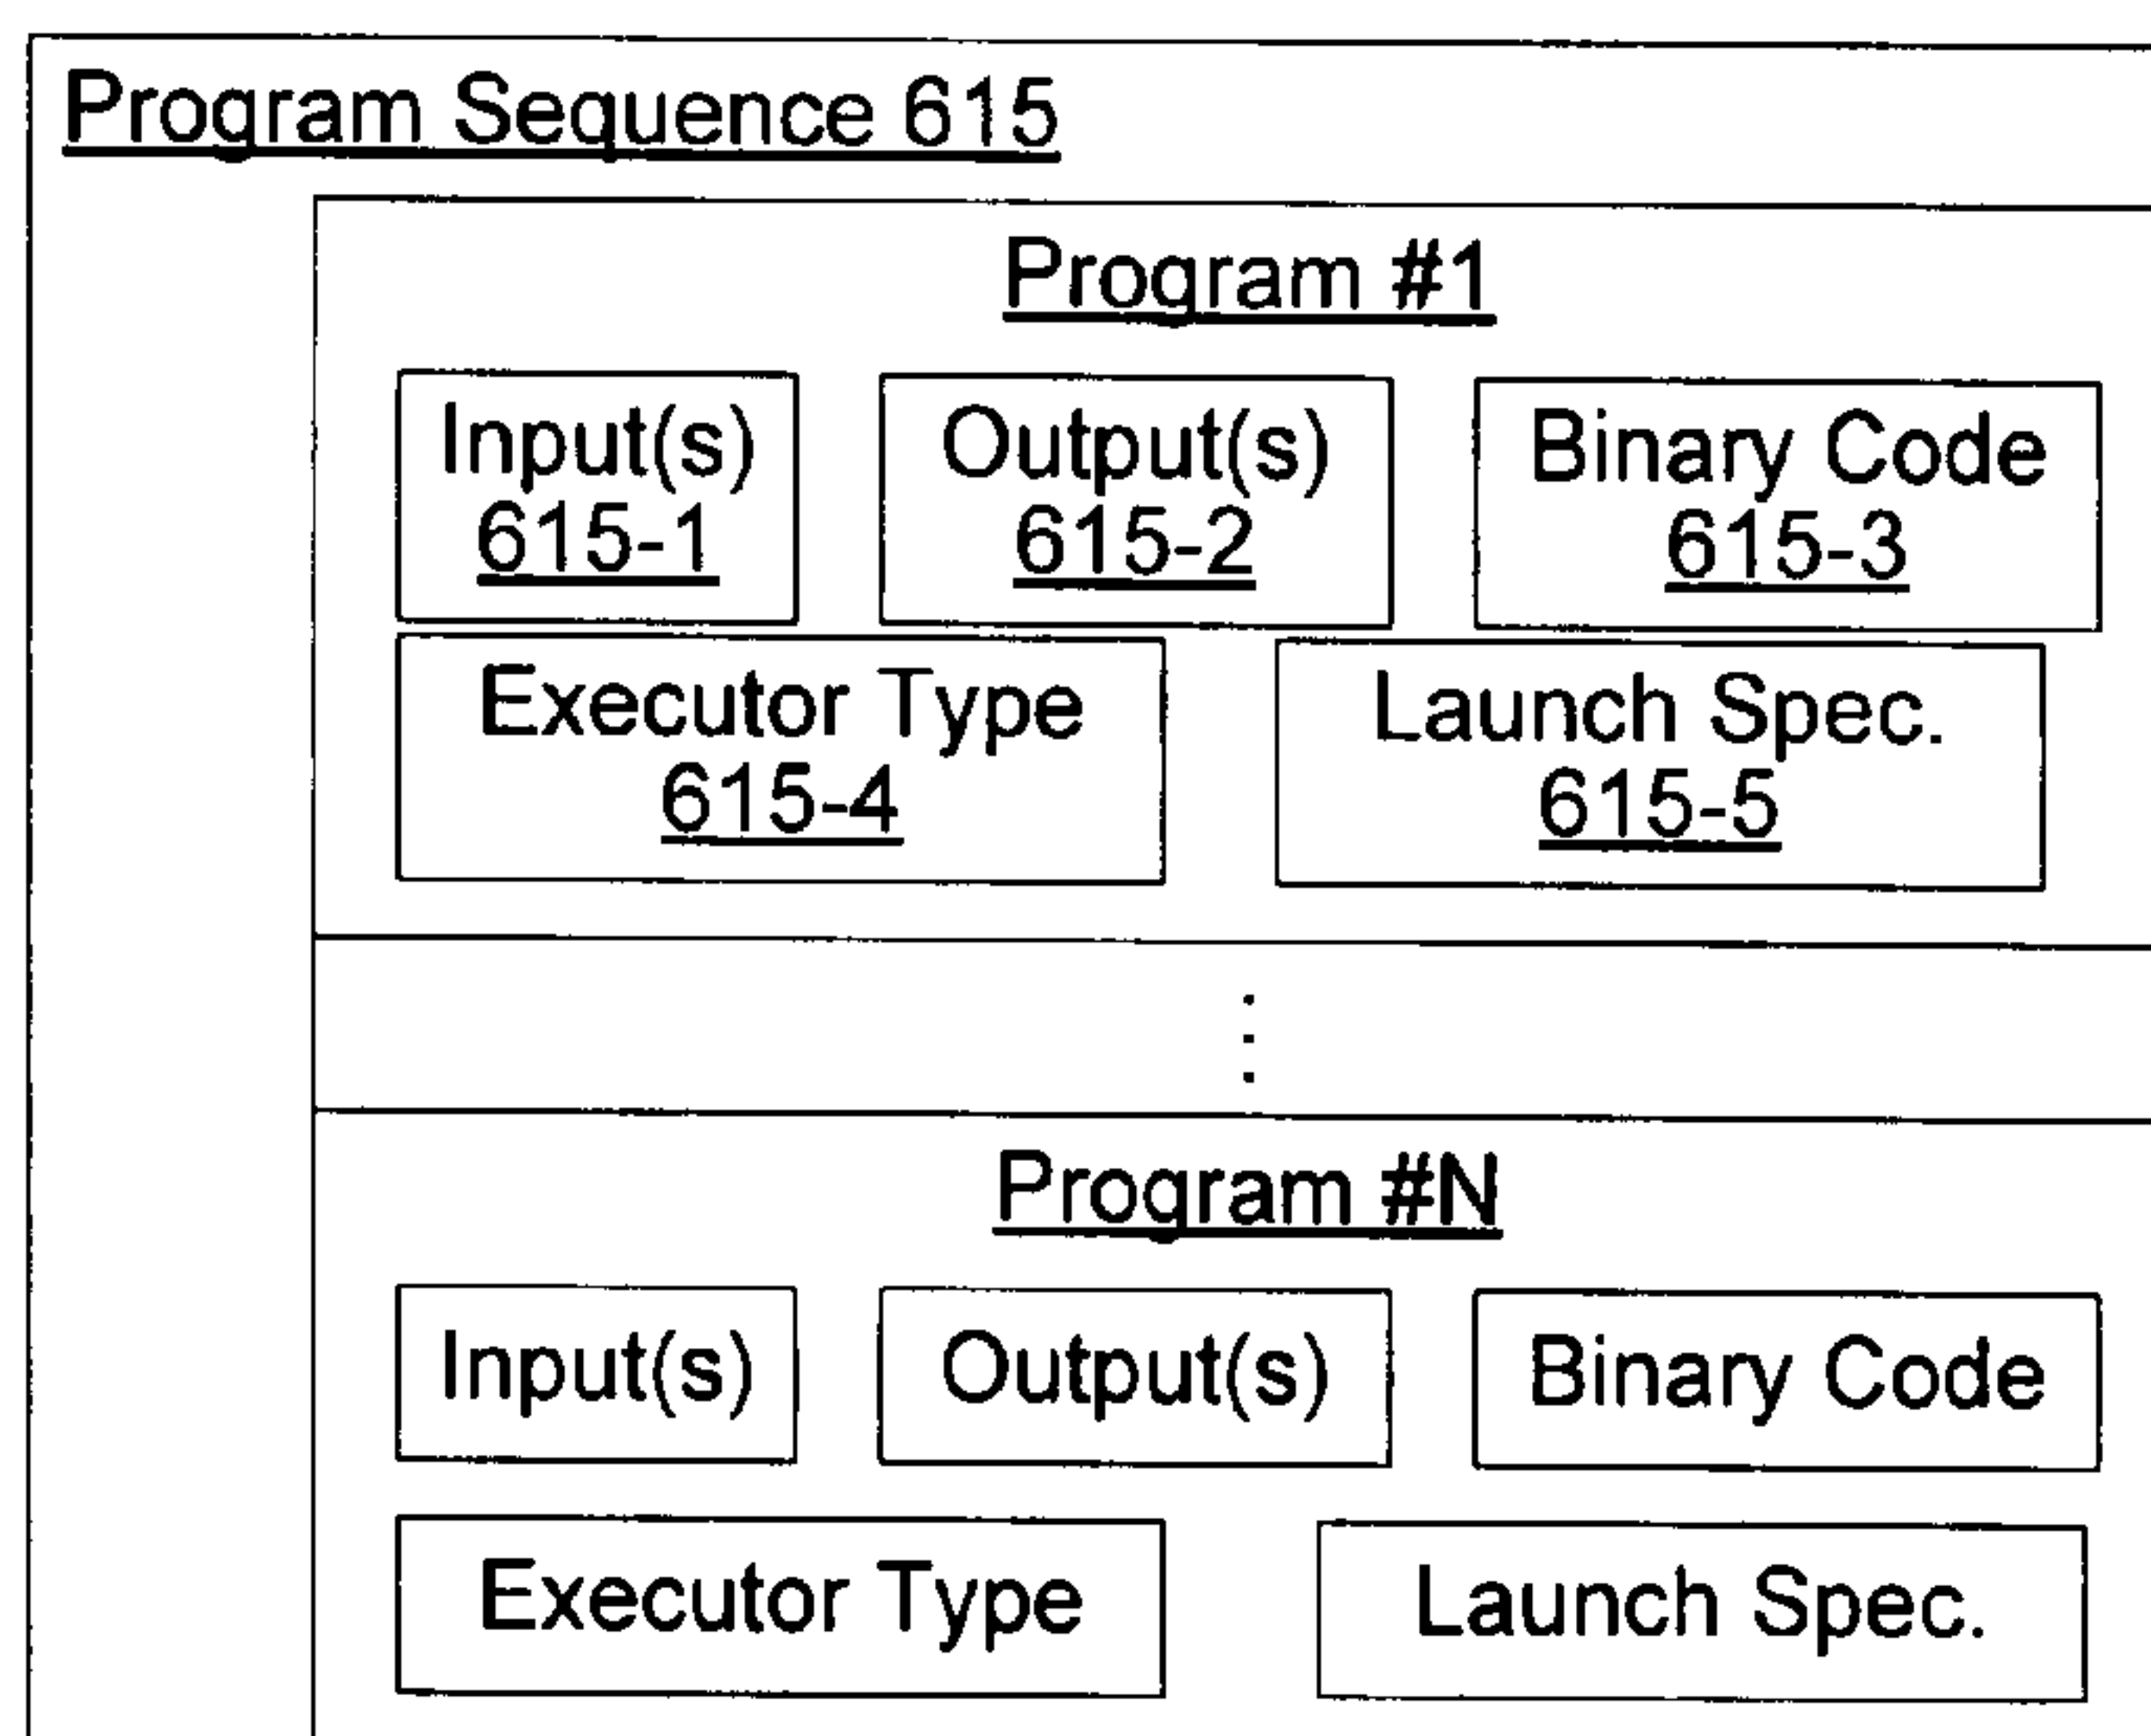 Program Sequence 615
Program #1
Input(s)
615-1
Output(s)
615-2
Binary Code
615-3
Executor Type
615-4
Launch Spec.
615-5
Program #N
Input(s)
Output(s)
Binary Code
Executor Type
Launch Spec.